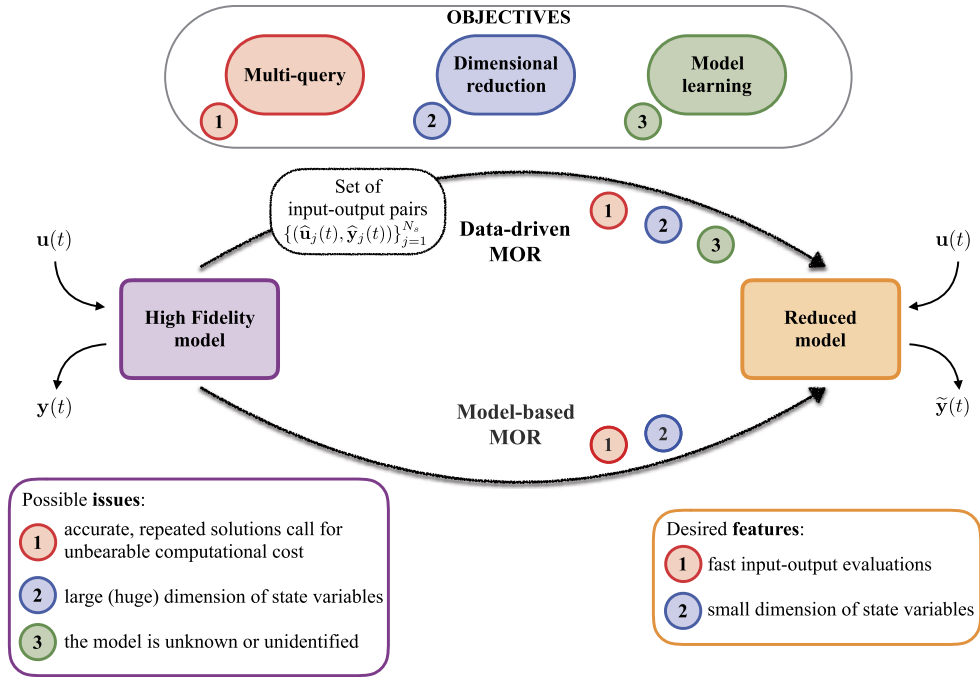 OBJECTIVES
Multi-query
1
Dimensional
reduction
2
Model
learning
3
Set of
input-output pairs
{(û_j(t), ŷ_j(t))}_{j=1}^{N_s}
Data-driven
MOR
1
2
3
u(t)
High Fidelity
model
y(t)
u(t)
Reduced
model
ỹ(t)
Model-based
MOR
1
2
Possible issues:
1 accurate, repeated solutions call for
unbearable computational cost
2 large (huge) dimension of state variables
3 the model is unknown or unidentified
Desired features:
1 fast input-output evaluations
2 small dimension of state variables